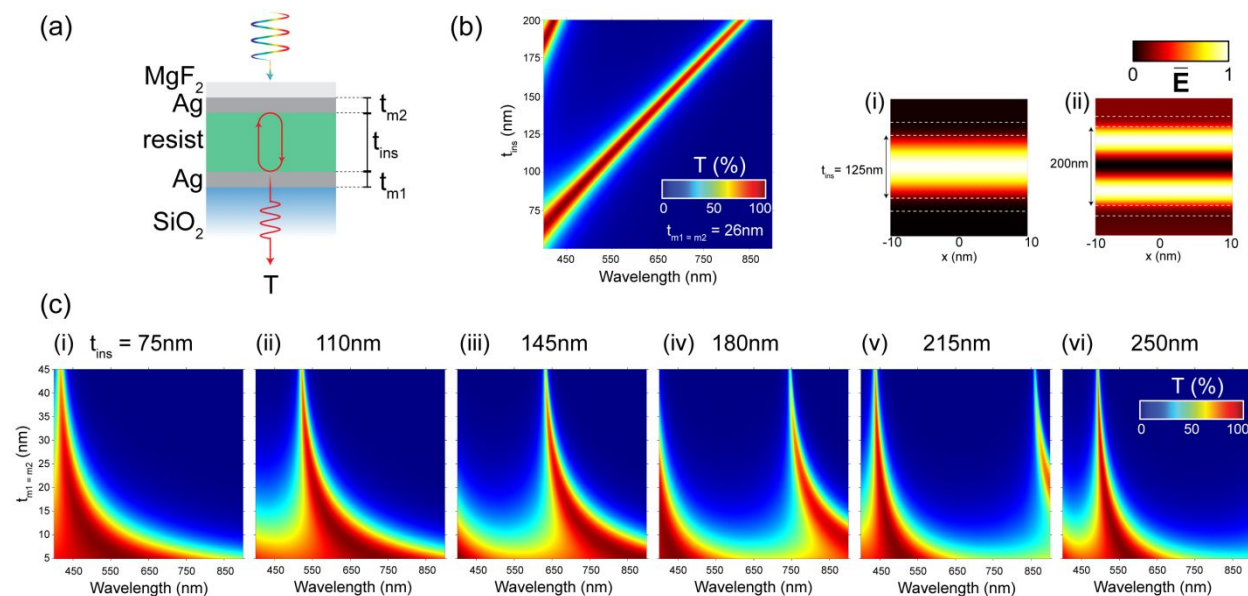 (a)
MgF2
Ag
resist
Ag
SiO2
tm2
tins
tm1
T
(b)
200
175
150
125
100
75
tins (nm)
T (%)
0 50 100
tm1 = m2 = 26nm
450 550 650 750 850
Wavelength (nm)
0 1
E̅
(i)
tins = 125nm
-10 0 10
x (nm)
(ii)
200nm
-10 0 10
x (nm)
(c)
(i) tins = 75nm
(ii) 110nm
(iii) 145nm
(iv) 180nm
(v) 215nm
(vi) 250nm
45
40
35
30
25
20
15
10
5
tm1 = m2 (nm)
T (%)
0 50 100
450 550 650 750 850
Wavelength (nm)
450 550 650 750 850
Wavelength (nm)
450 550 650 750 850
Wavelength (nm)
450 550 650 750 850
Wavelength (nm)
450 550 650 750 850
Wavelength (nm)
450 550 650 750 850
Wavelength (nm)